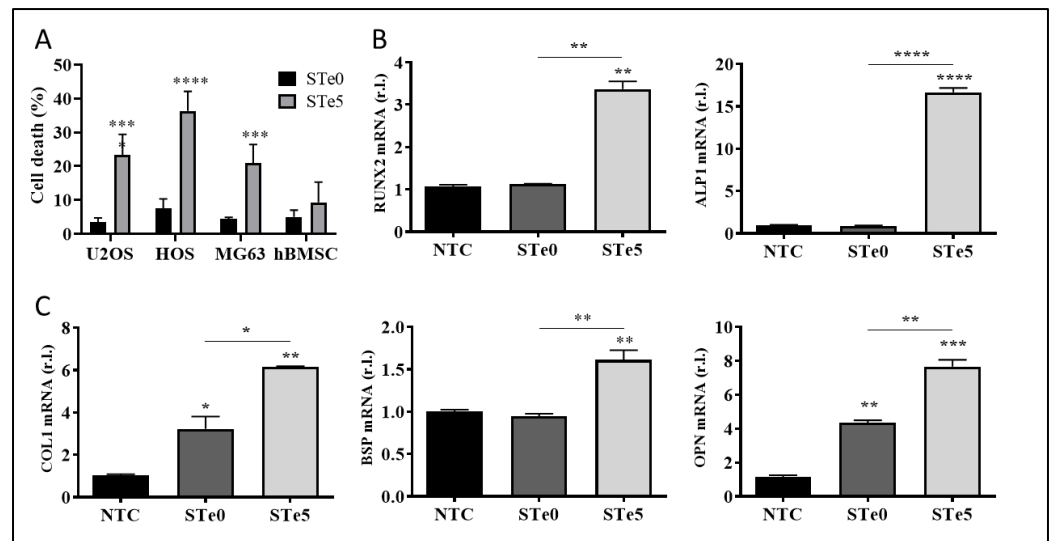 A
Cell death (%)
50
40
30
20
10
0
****
***
*
***
STe0
STe5
U2OS
HOS
MG63
hBMSC
B
RUNX2 mRNA (r.l.)
4
3
2
1
0
**
**
NTC
STe0
STe5
ALP1 mRNA (r.l.)
20
15
10
5
0
****
****
NTC
STe0
STe5
C
COL1 mRNA (r.l.)
8
6
4
2
0
*
**
*
NTC
STe0
STe5
BSP mRNA (r.l.)
2.0
1.5
1.0
0.5
0.0
**
**
NTC
STe0
STe5
OPN mRNA (r.l.)
10
8
6
4
2
0
**
***
**
NTC
STe0
STe5